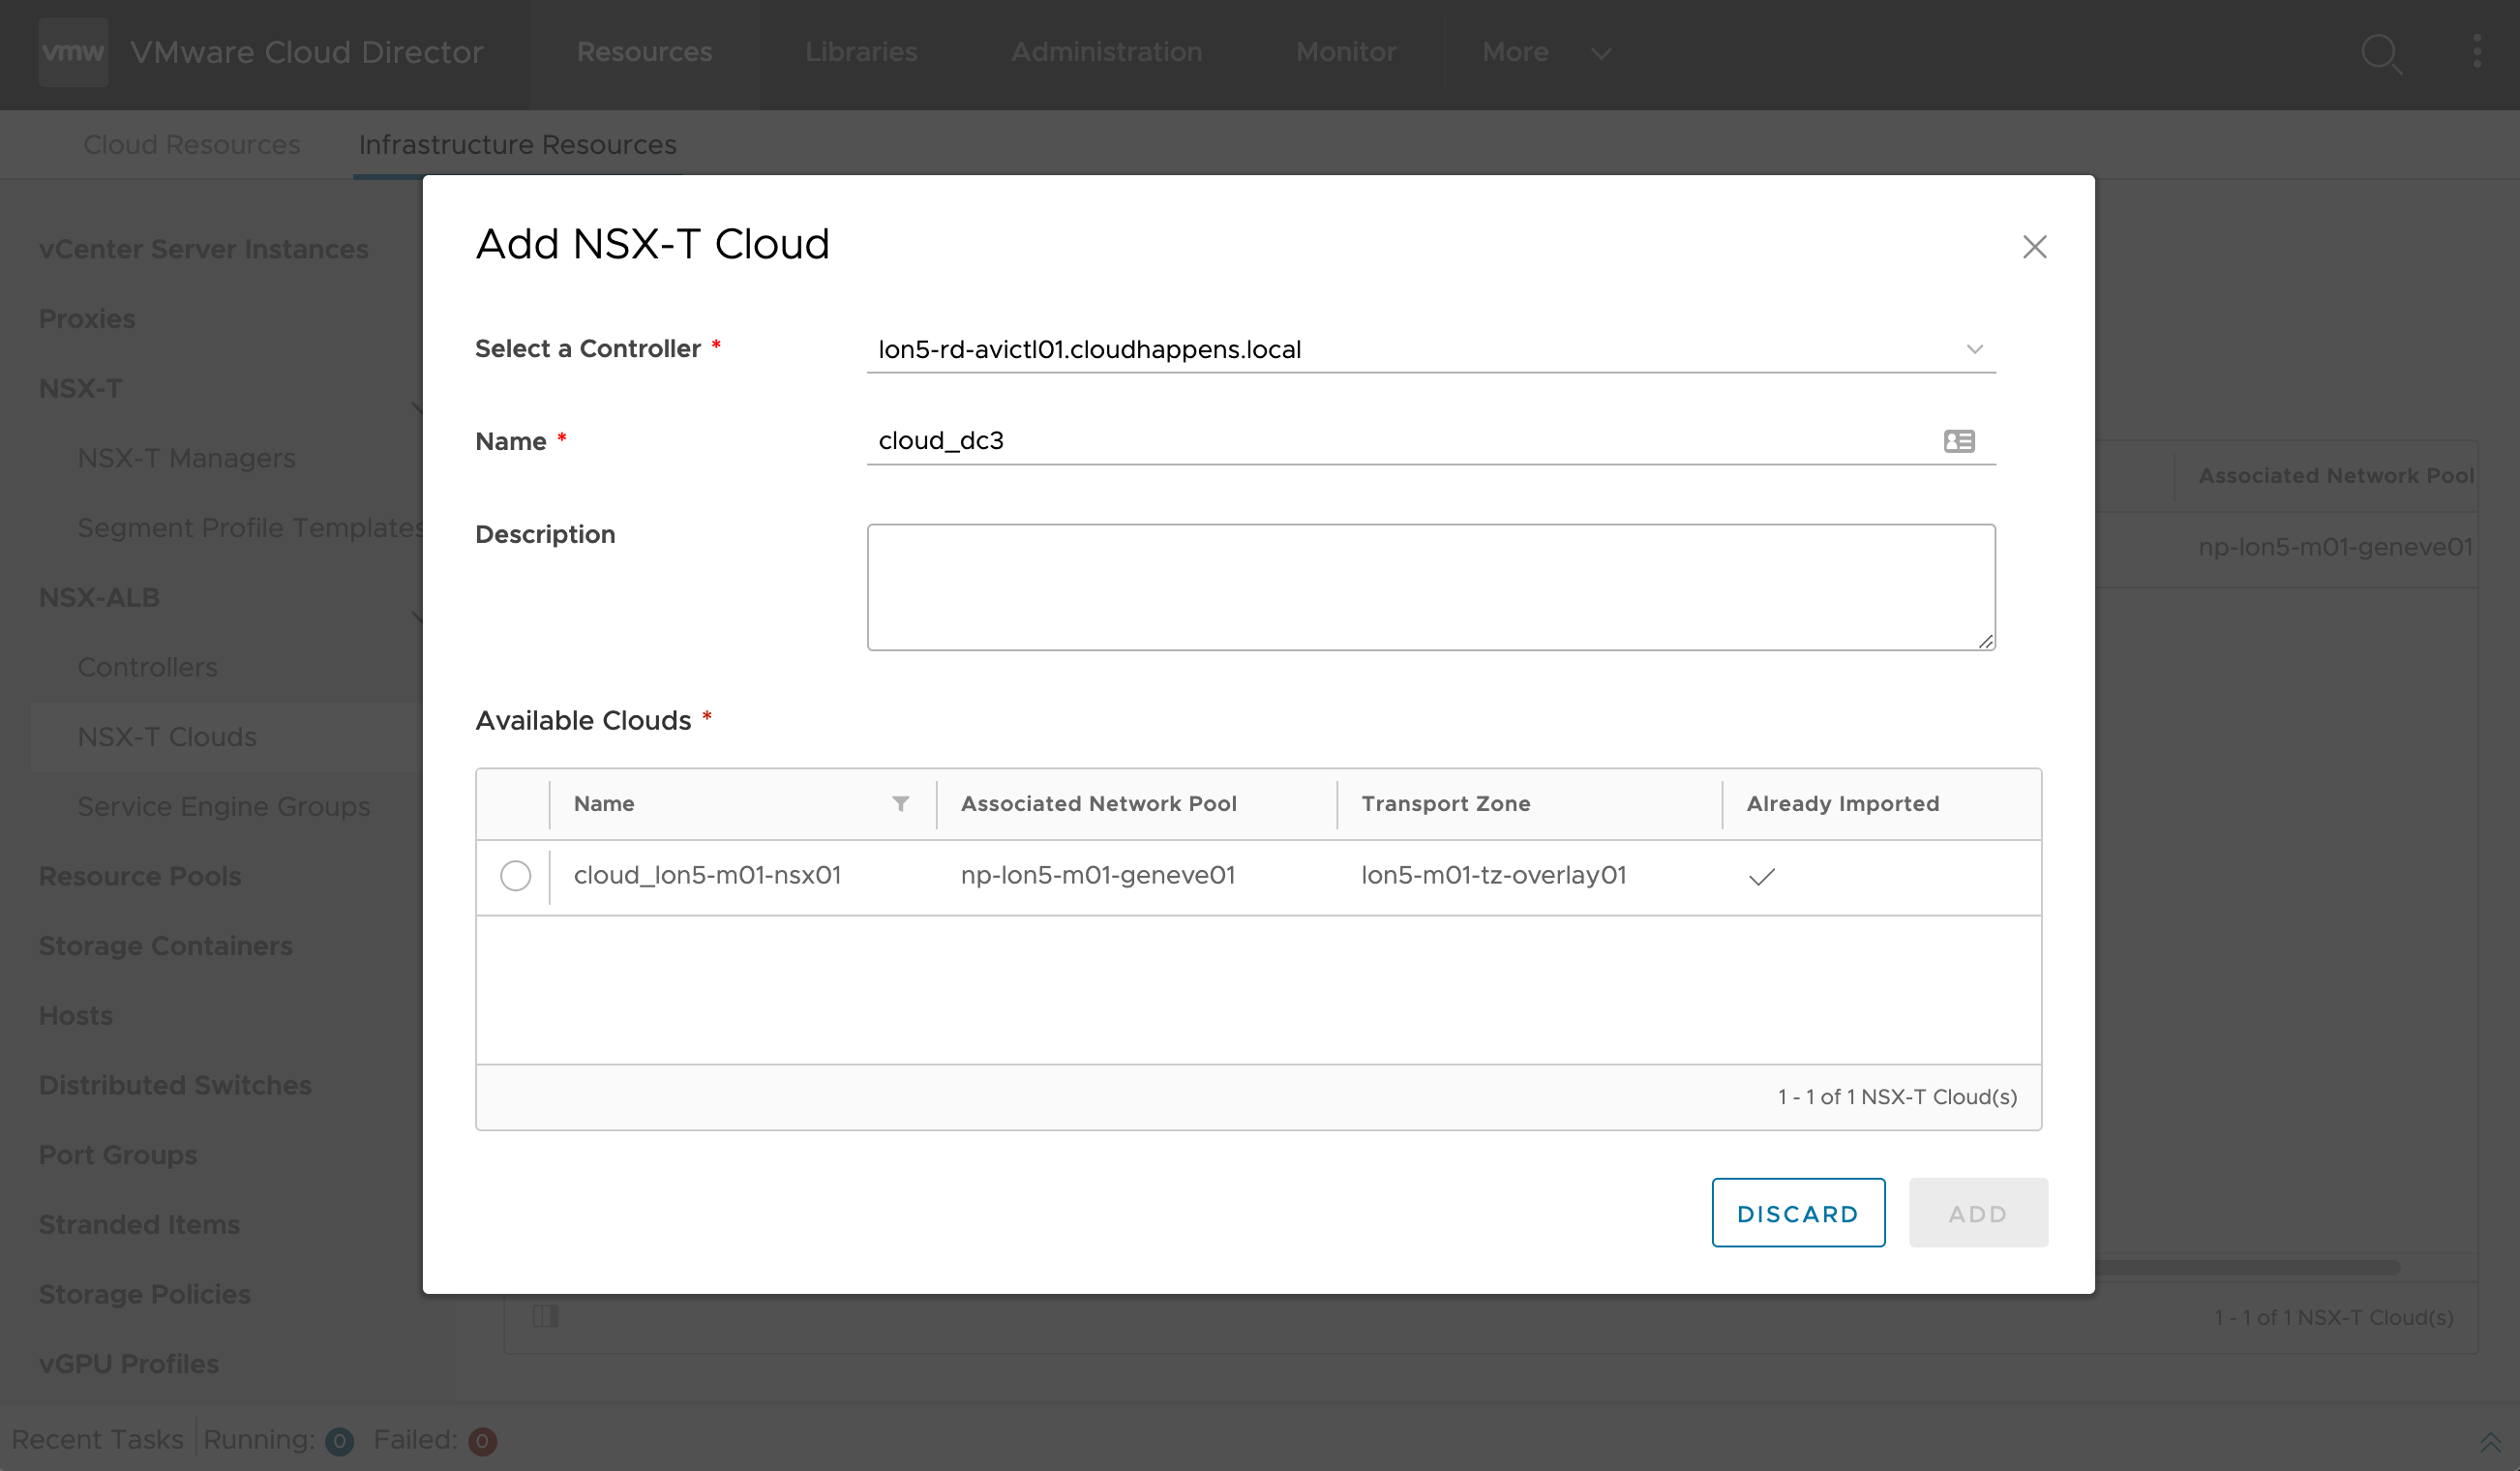 vmw VMware Cloud Director Resources Libraries Administration Monitor More
Cloud Resources Infrastructure Resources
vCenter Server Instances
Proxies
NSX-T
NSX-T Managers
Segment Profile Templates
NSX-ALB
Controllers
NSX-T Clouds
Service Engine Groups
Resource Pools
Storage Containers
Hosts
Distributed Switches
Port Groups
Stranded Items
Storage Policies
vGPU Profiles
Add NSX-T Cloud
Select a Controller * lon5-rd-avictl01.cloudhappens.local
Name * cloud_dc3
Description
Available Clouds *
Name Associated Network Pool Transport Zone Already Imported
cloud_lon5-m01-nsx01 np-lon5-m01-geneve01 lon5-m01-tz-overlay01
1 - 1 of 1 NSX-T Cloud(s)
DISCARD ADD
Associated Network Pool
np-lon5-m01-geneve01
1 - 1 of 1 NSX-T Cloud(s)
Recent Tasks Running: 0 Failed: 0